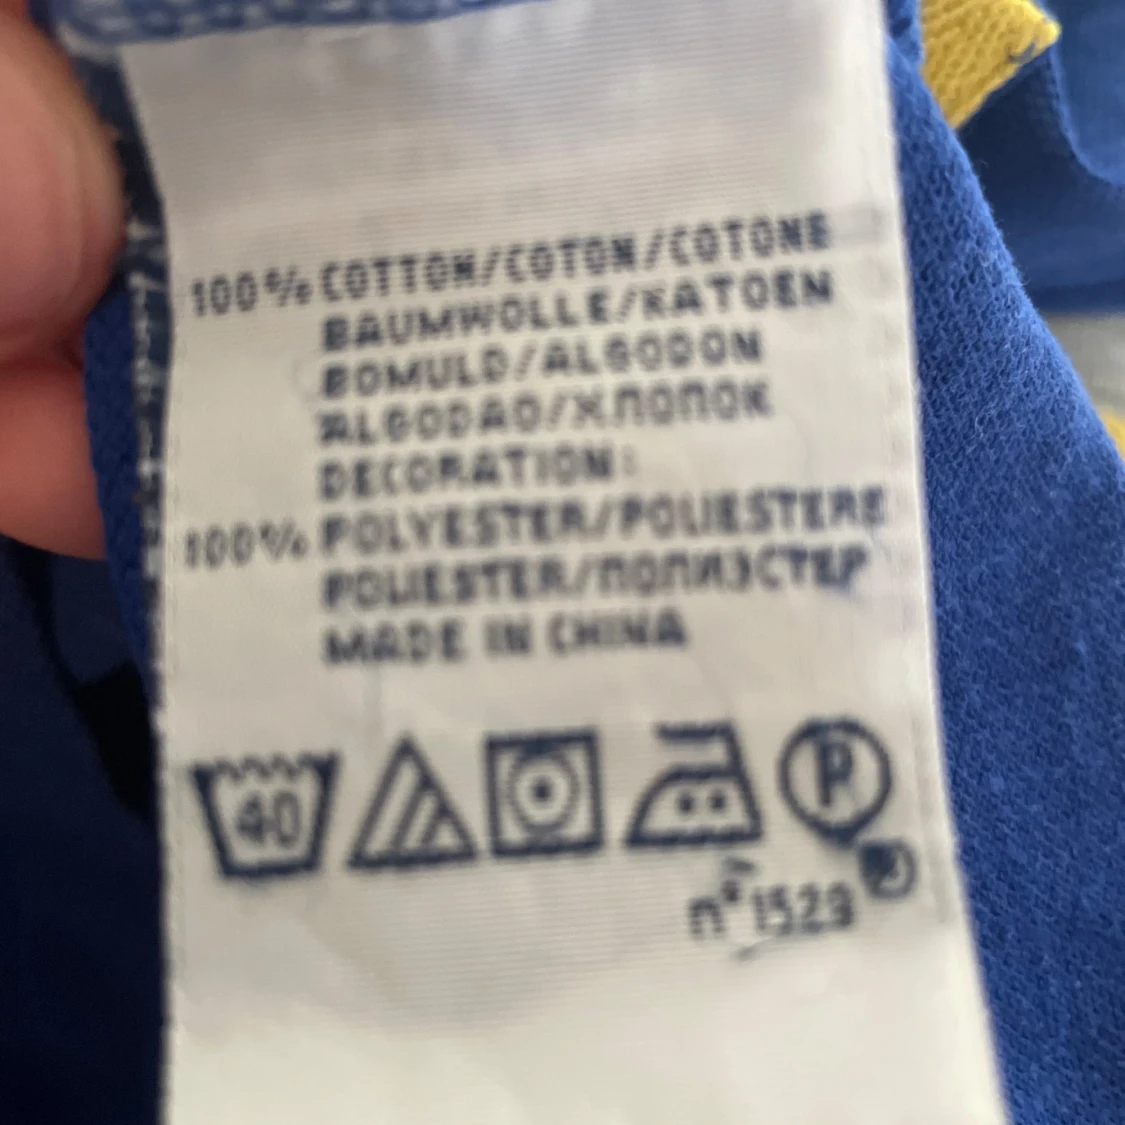 100% COTTON/COTON/COTONE
BAUMWOLLE/KATOEN
BOMULD/ALGODON
ALGODAO/ХЛОПОК
DECORATION:
100% POLYESTER/POLIESTERE
POLIESTER/ПОЛИЭСТЕР
MADE IN CHINA
40 P
n° 1523